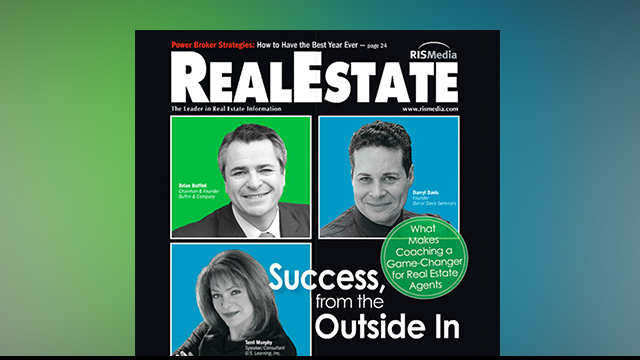 Power Broker Strategies: How to Have the Best Year Ever — page 24
RISMedia
REALESTATE
The Leader in Real Estate Information
www.rismedia.com
Brian Buffini
Chairman & Founder
Buffini & Company
Darryl Davis
Founder
Darryl Davis Seminars
What
Makes
Coaching a
Game-Changer
for Real Estate
Agents
Terri Murphy
Speaker, Consultant
U.S. Learning, Inc.
Success,
from the
Outside In